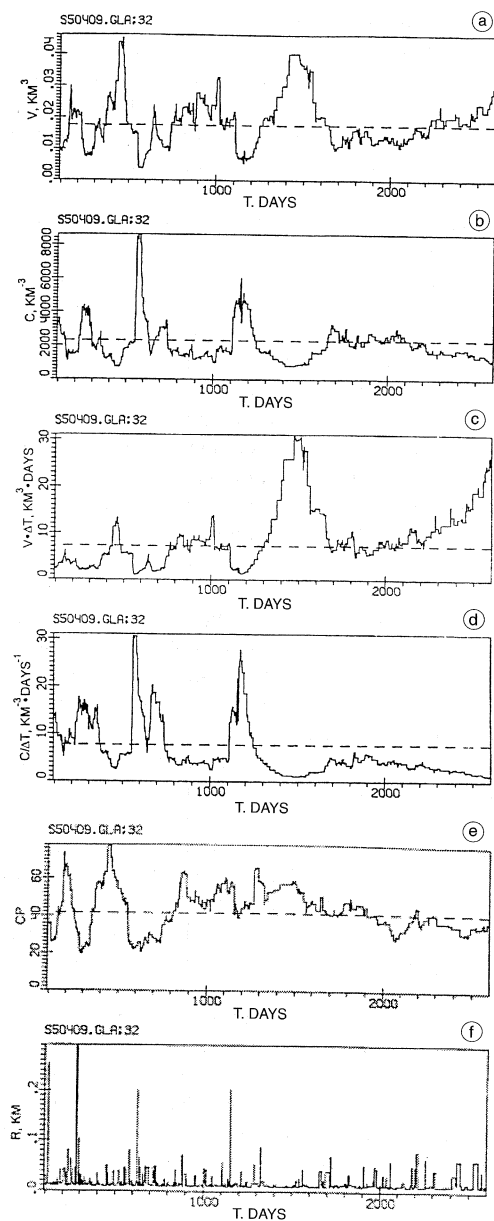 S50409.GLA;32
a
V, KM³
.00 .01 .02 .03 .04
1000 2000
T. DAYS
S50409.GLA;32
b
C, KM⁻³
0 2000 4000 6000 8000
1000 2000
T. DAYS
S50409.GLA;32
c
V•ΔT, KM³•DAYS
0 10 20 30
1000 2000
T. DAYS
S50409.GLA;32
d
C/ΔT, KM⁻³•DAYS⁻¹
0 10 20 30
1000 2000
T. DAYS
S50409.GLA;32
e
CP
0 20 40 60
1000 2000
T. DAYS
S50409.GLA;32
f
R, KM
.0 .1 .2
1000 2000
T. DAYS